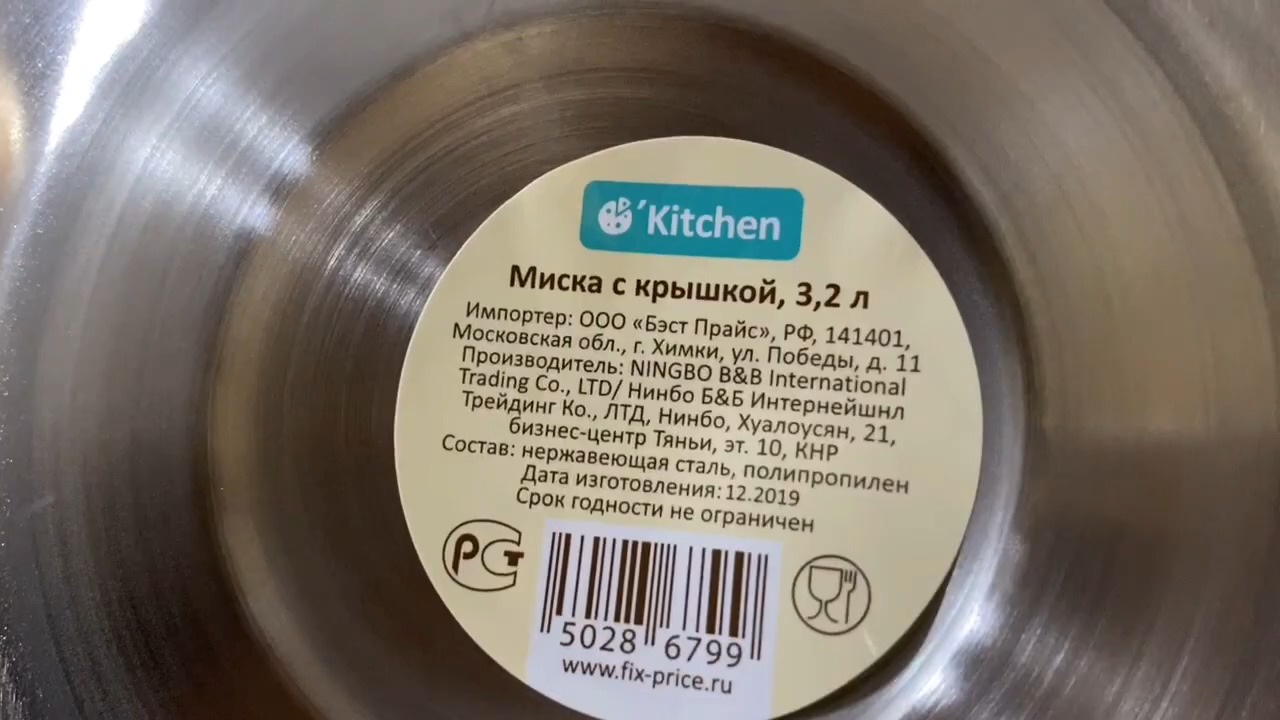 'Kitchen
Миска с крышкой, 3,2 л
Импортер: ООО «Бэст Прайс», РФ, 141401,
Московская обл., г. Химки, ул. Победы, д. 11
Производитель: NINGBO B&B International
Trading Co., LTD/ Нинбо Б&Б Интернейшнл
Трейдинг Ко., ЛТД, Нинбо, Хуалоусян, 21,
бизнес-центр Тяньи, эт. 10, КНР
Состав: нержавеющая сталь, полипропилен
Дата изготовления: 12.2019
Срок годности не ограничен
РСТ
5028 6799
www.fix-price.ru